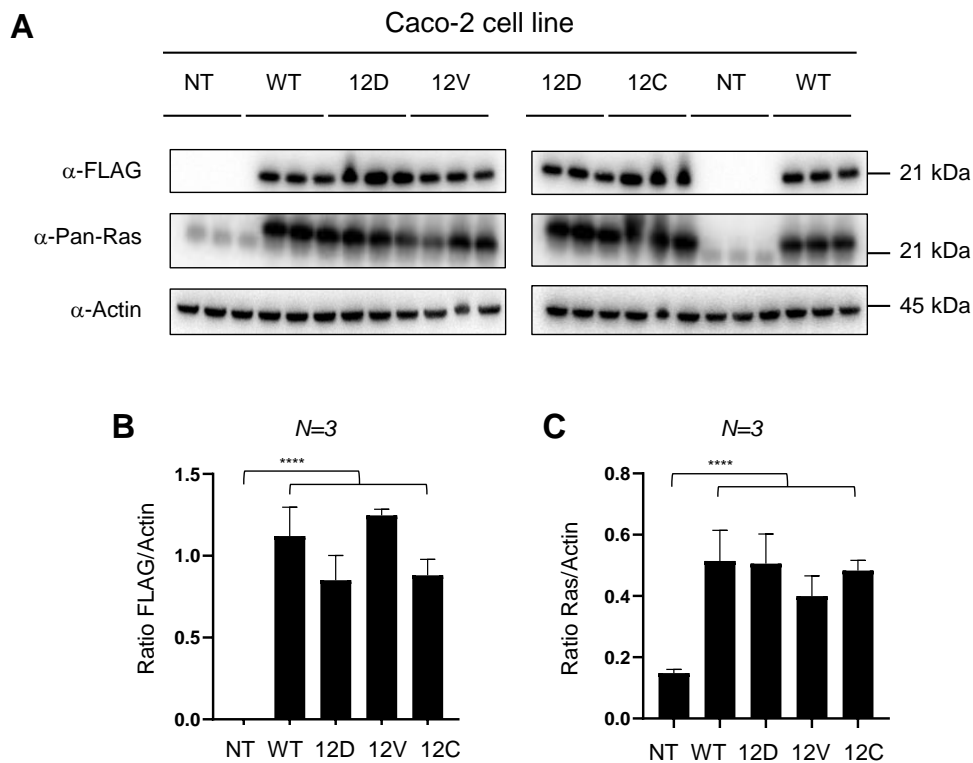 A
Caco-2 cell line
NT WT 12D 12V 12D 12C NT WT
α-FLAG 21 kDa
α-Pan-Ras 21 kDa
α-Actin 45 kDa
B
N=3
****
Ratio FLAG/Actin
1.5
1.0
0.5
0.0
NT WT 12D 12V 12C
C
N=3
****
Ratio Ras/Actin
0.8
0.6
0.4
0.2
0.0
NT WT 12D 12V 12C